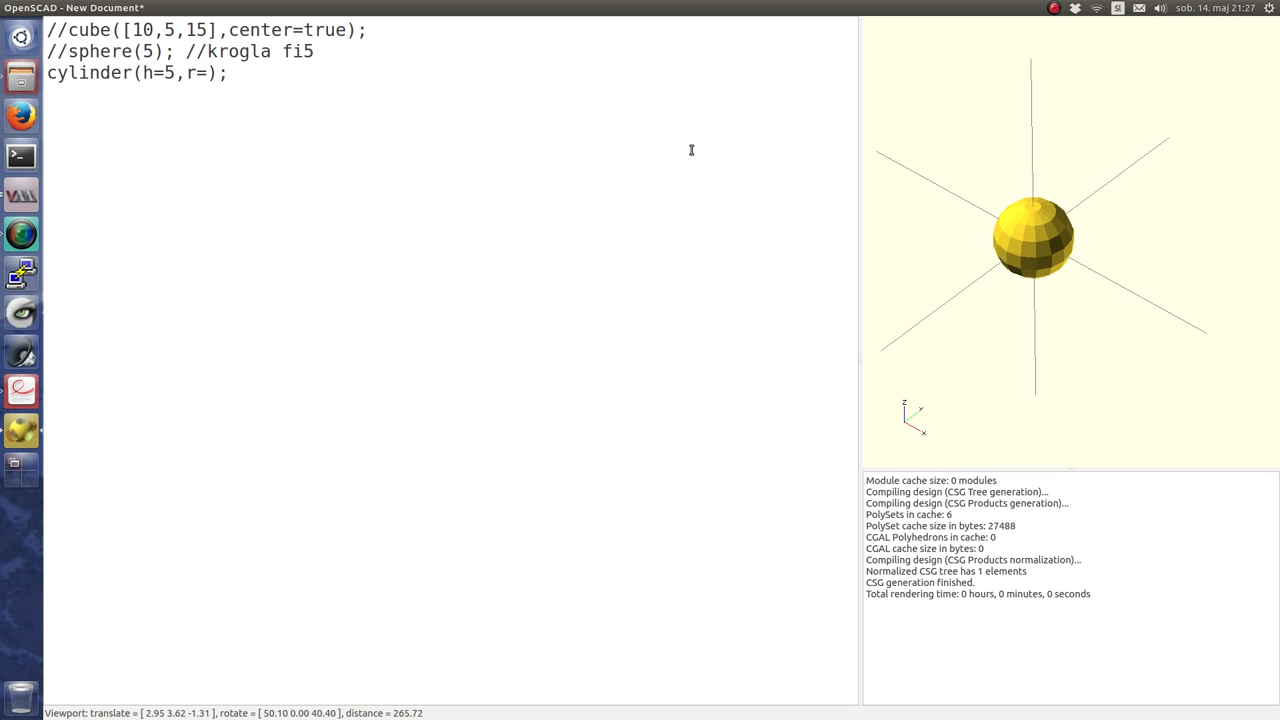 OpenSCAD - New Document*
SI
sob. 14. maj 21:27
//cube([10,5,15],center=true);
//sphere(5); //krogla fi5
cylinder(h=5,r=);
z
y
x
Module cache size: 0 modules
Compiling design (CSG Tree generation)...
Compiling design (CSG Products generation)...
PolySets in cache: 6
PolySet cache size in bytes: 27488
CGAL Polyhedrons in cache: 0
CGAL cache size in bytes: 0
Compiling design (CSG Products normalization)...
Normalized CSG tree has 1 elements
CSG generation finished.
Total rendering time: 0 hours, 0 minutes, 0 seconds
Viewport: translate = [ 2.95 3.62 -1.31 ], rotate = [ 50.10 0.00 40.40 ], distance = 265.72